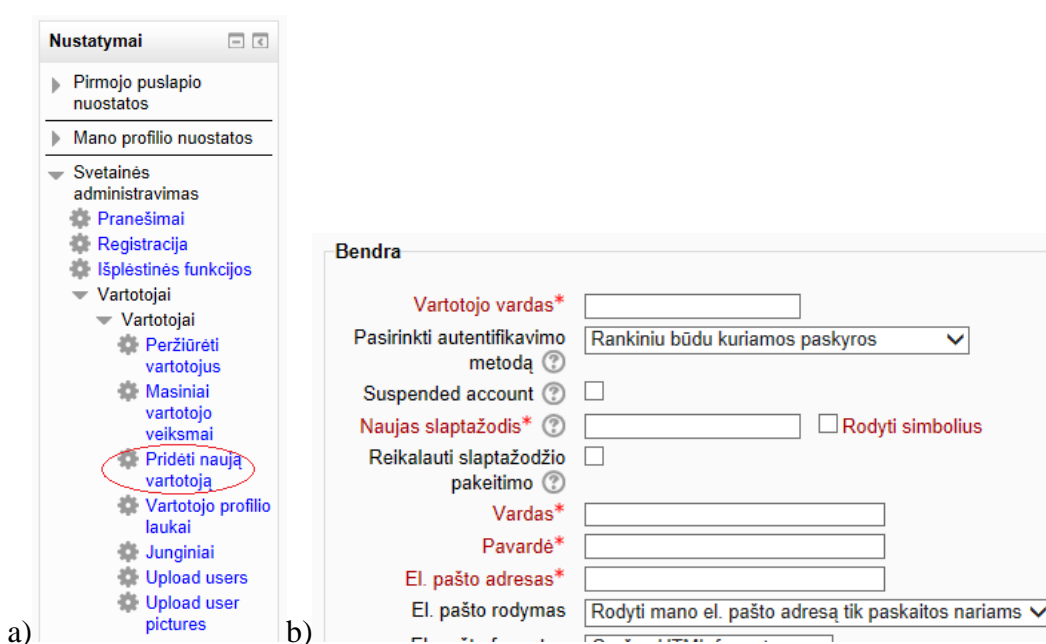 Nustatymai
Pirmojo puslapio
nuostatos
Mano profilio nuostatos
Svetainės
administravimas
Pranešimai
Registracija
Išplėstinės funkcijos
Vartotojai
Vartotojai
Peržiūrėti
vartotojus
Masiniai
vartotojo
veiksmai
Pridėti naują
vartotoją
Vartotojo profilio
laukai
Junginiai
Upload users
Upload user
pictures
a)
Bendra
Vartotojo vardas*
Pasirinkti autentifikavimo
metodą
Rankiniu būdu kuriamos paskyros
Suspended account
Naujas slaptažodis*
Rodyti simbolius
Reikalauti slaptažodžio
pakeitimo
Vardas*
Pavardė*
El. pašto adresas*
El. pašto rodymas
Rodyti mano el. pašto adresą tik paskaitos nariams
b)